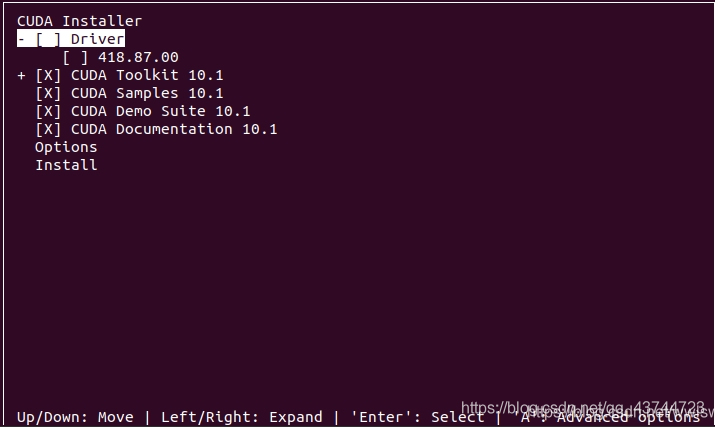 CUDA Installer
- [ ] Driver
[ ] 418.87.00
+ [X] CUDA Toolkit 10.1
[X] CUDA Samples 10.1
[X] CUDA Demo Suite 10.1
[X] CUDA Documentation 10.1
Options
Install
Up/Down: Move | Left/Right: Expand | 'Enter': Select | 'A': Advanced options
https://blog.csdn.net/qq_43744723